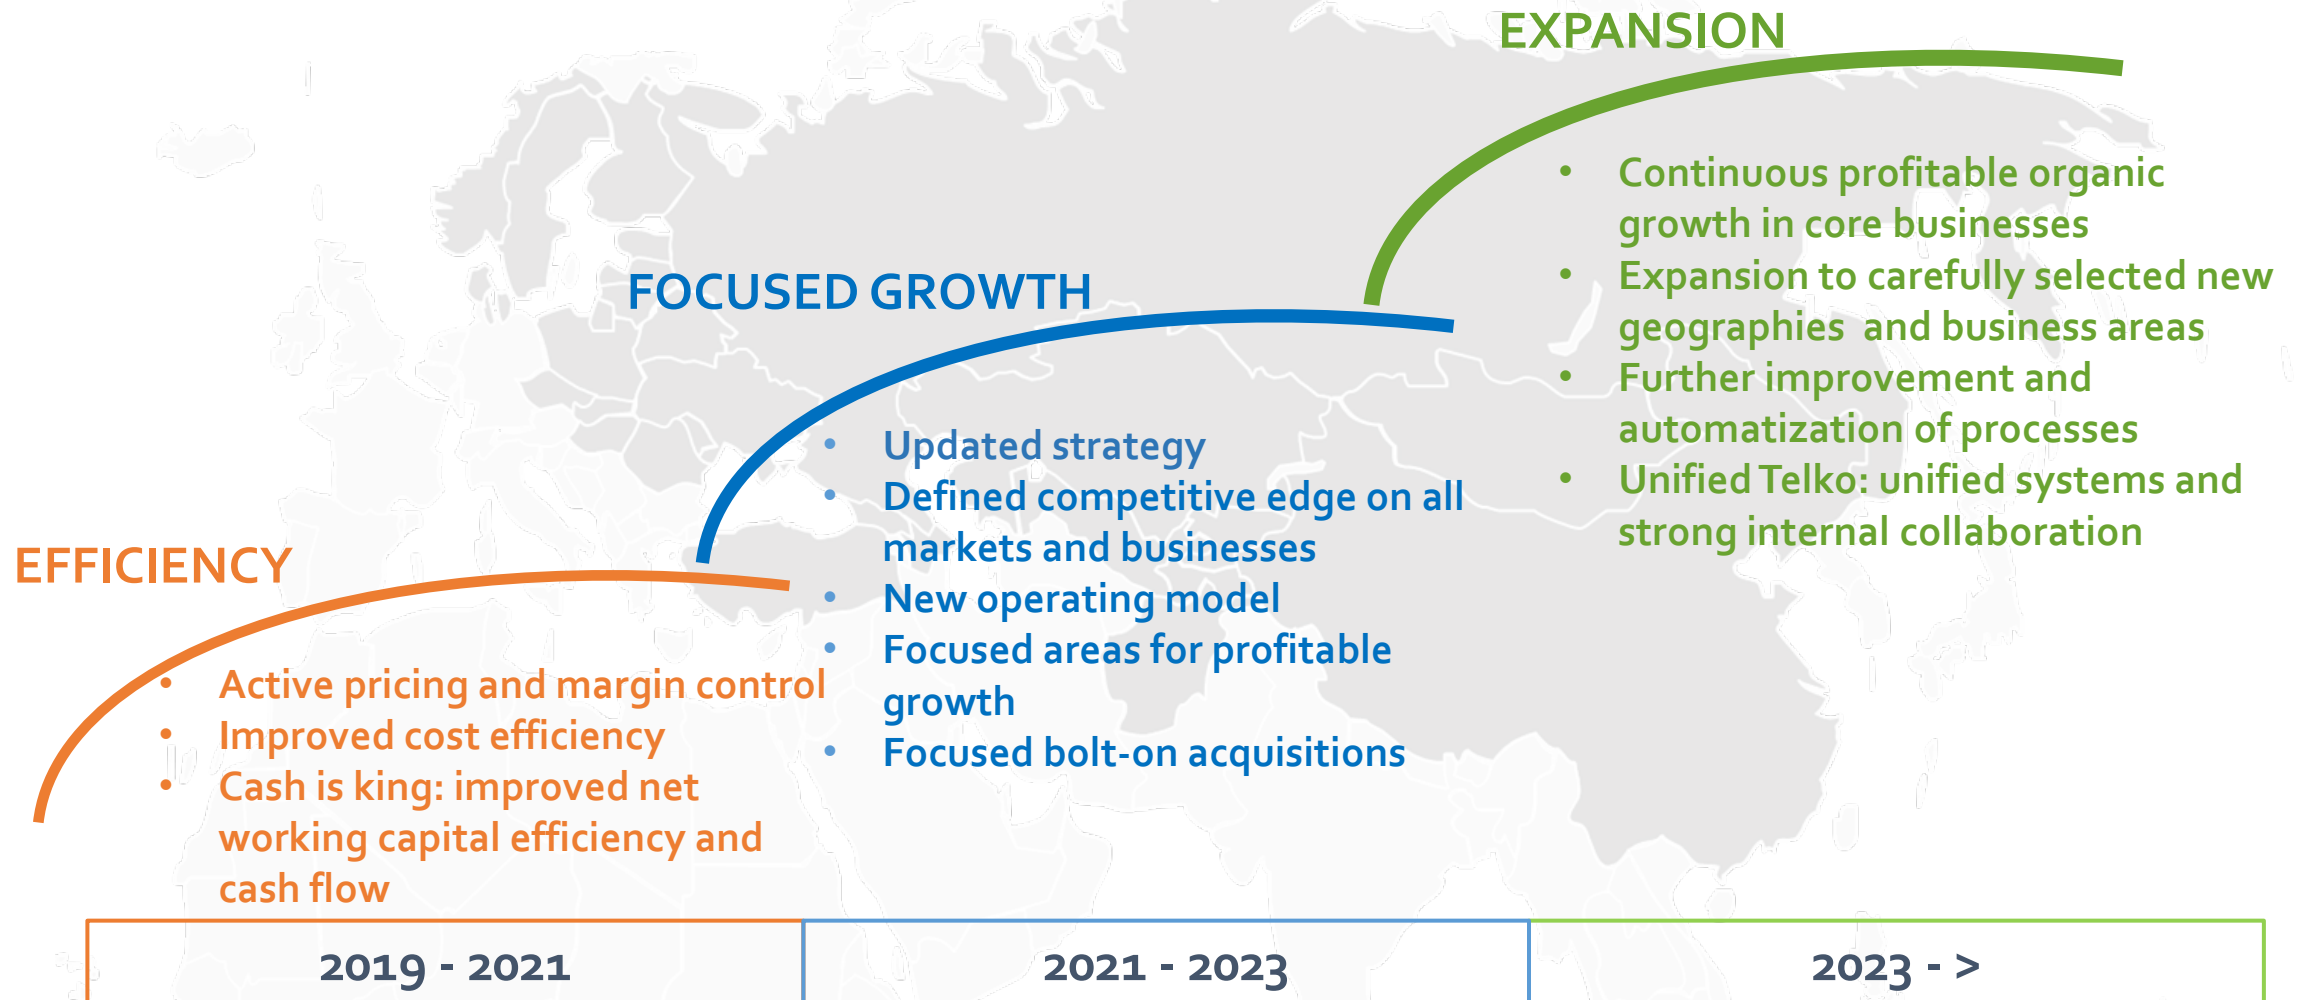 EXPANSION
• Continuous profitable organic
growth in core businesses
• Expansion to carefully selected new
geographies and business areas
• Further improvement and
automatization of processes
• Unified Telko: unified systems and
strong internal collaboration
FOCUSED GROWTH
• Updated strategy
• Defined competitive edge on all
markets and businesses
• New operating model
• Focused areas for profitable
growth
• Focused bolt-on acquisitions
EFFICIENCY
• Active pricing and margin control
• Improved cost efficiency
• Cash is king: improved net
working capital efficiency and
cash flow
2019 - 2021
2021 - 2023
2023 - >